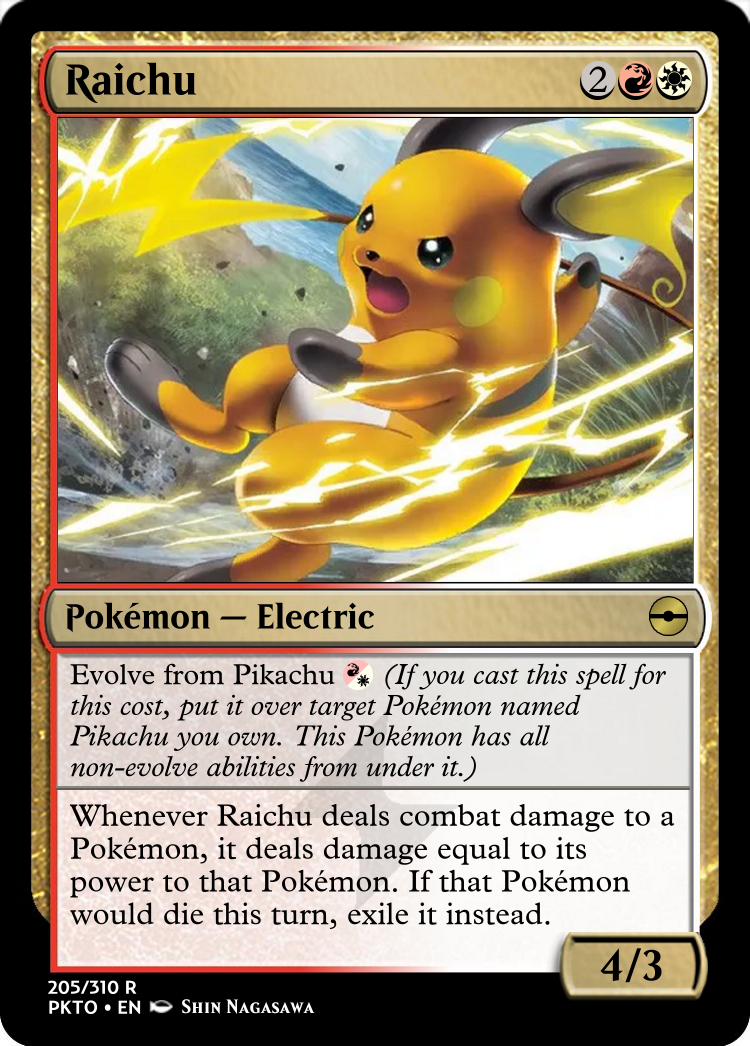 Raichu 2
Pokémon — Electric
Evolve from Pikachu (If you cast this spell for
this cost, put it over target Pokémon named
Pikachu you own. This Pokémon has all
non-evolve abilities from under it.)
Whenever Raichu deals combat damage to a
Pokémon, it deals damage equal to its
power to that Pokémon. If that Pokémon
would die this turn, exile it instead.
4/3
205/310 R
PKTO • EN Shin Nagasawa